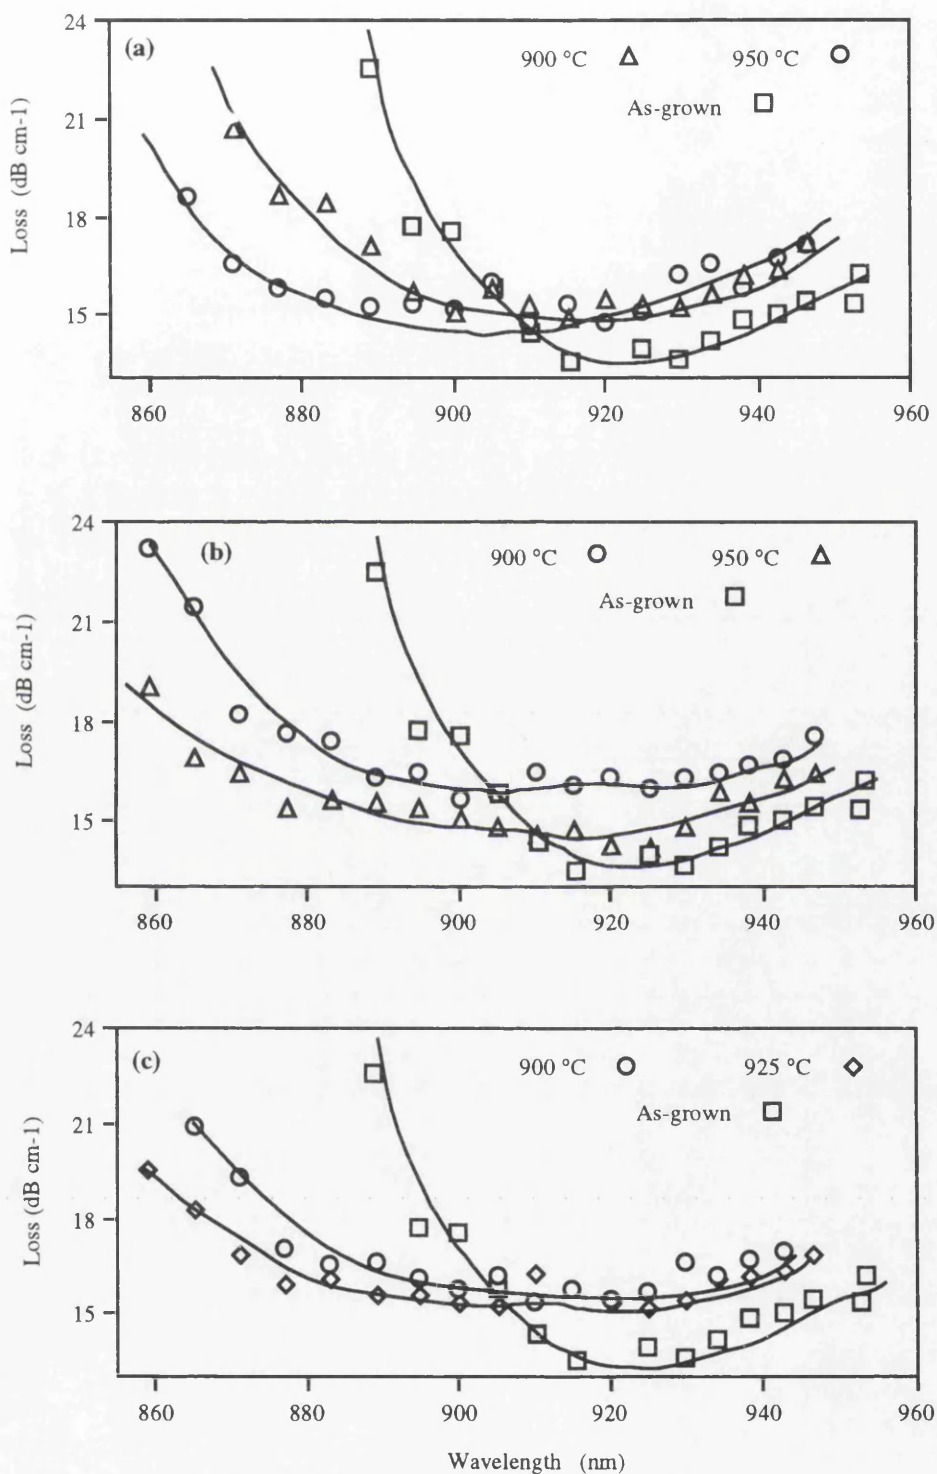 24
(a)
900 °C
950 °C
As-grown
21
18
15
Loss (dB cm-1)
860 880 900 920 940 960
24
(b)
900 °C
950 °C
As-grown
21
18
15
Loss (dB cm-1)
860 880 900 920 940 960
24
(c)
900 °C
925 °C
As-grown
21
18
15
Loss (dB cm-1)
860 880 900 920 940 960
Wavelength (nm)